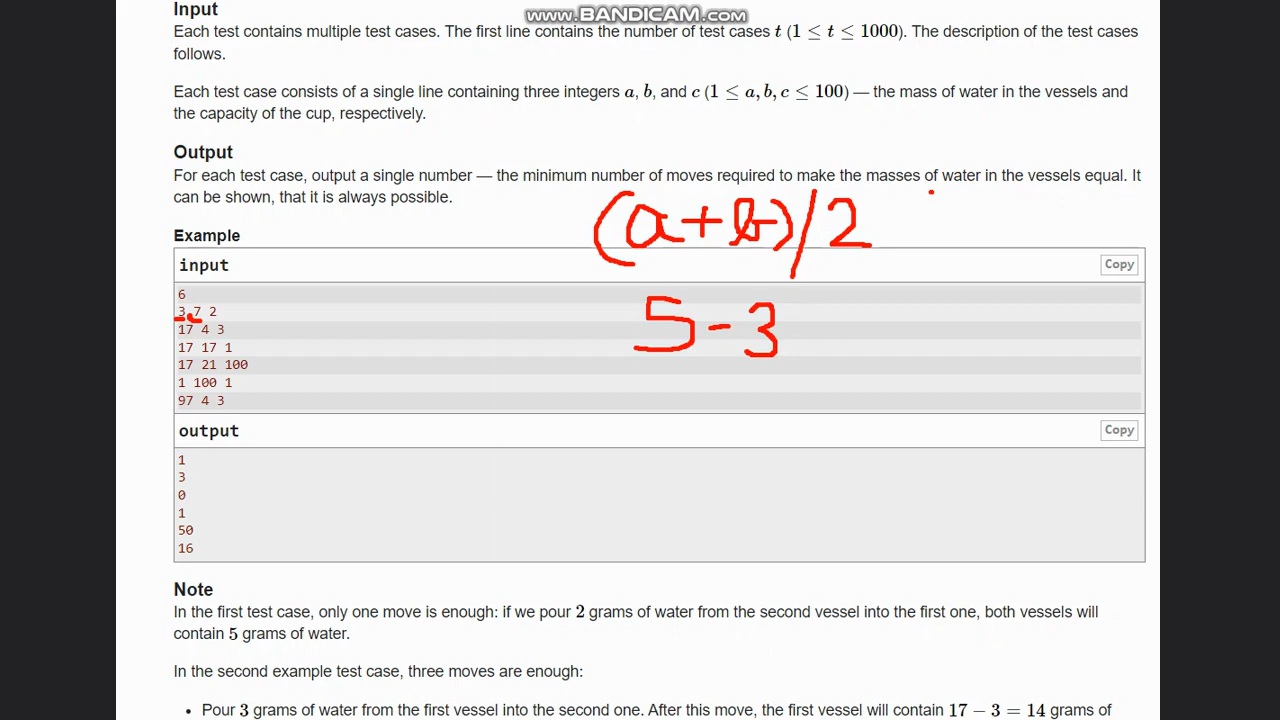 www.BANDICAM.com
Input
Each test contains multiple test cases. The first line contains the number of test cases t (1 ≤ t ≤ 1000). The description of the test cases
follows.
Each test case consists of a single line containing three integers a, b, and c (1 ≤ a, b, c ≤ 100) — the mass of water in the vessels and
the capacity of the cup, respectively.
Output
For each test case, output a single number — the minimum number of moves required to make the masses of water in the vessels equal. It
can be shown, that it is always possible.
(a+b)/2
Example
input
Copy
6
3 7 2
17 4 3
17 17 1
17 21 100
1 100 1
97 4 3
5-3
output
Copy
1
3
0
1
50
16
Note
In the first test case, only one move is enough: if we pour 2 grams of water from the second vessel into the first one, both vessels will
contain 5 grams of water.
In the second example test case, three moves are enough:
• Pour 3 grams of water from the first vessel into the second one. After this move, the first vessel will contain 17 − 3 = 14 grams of